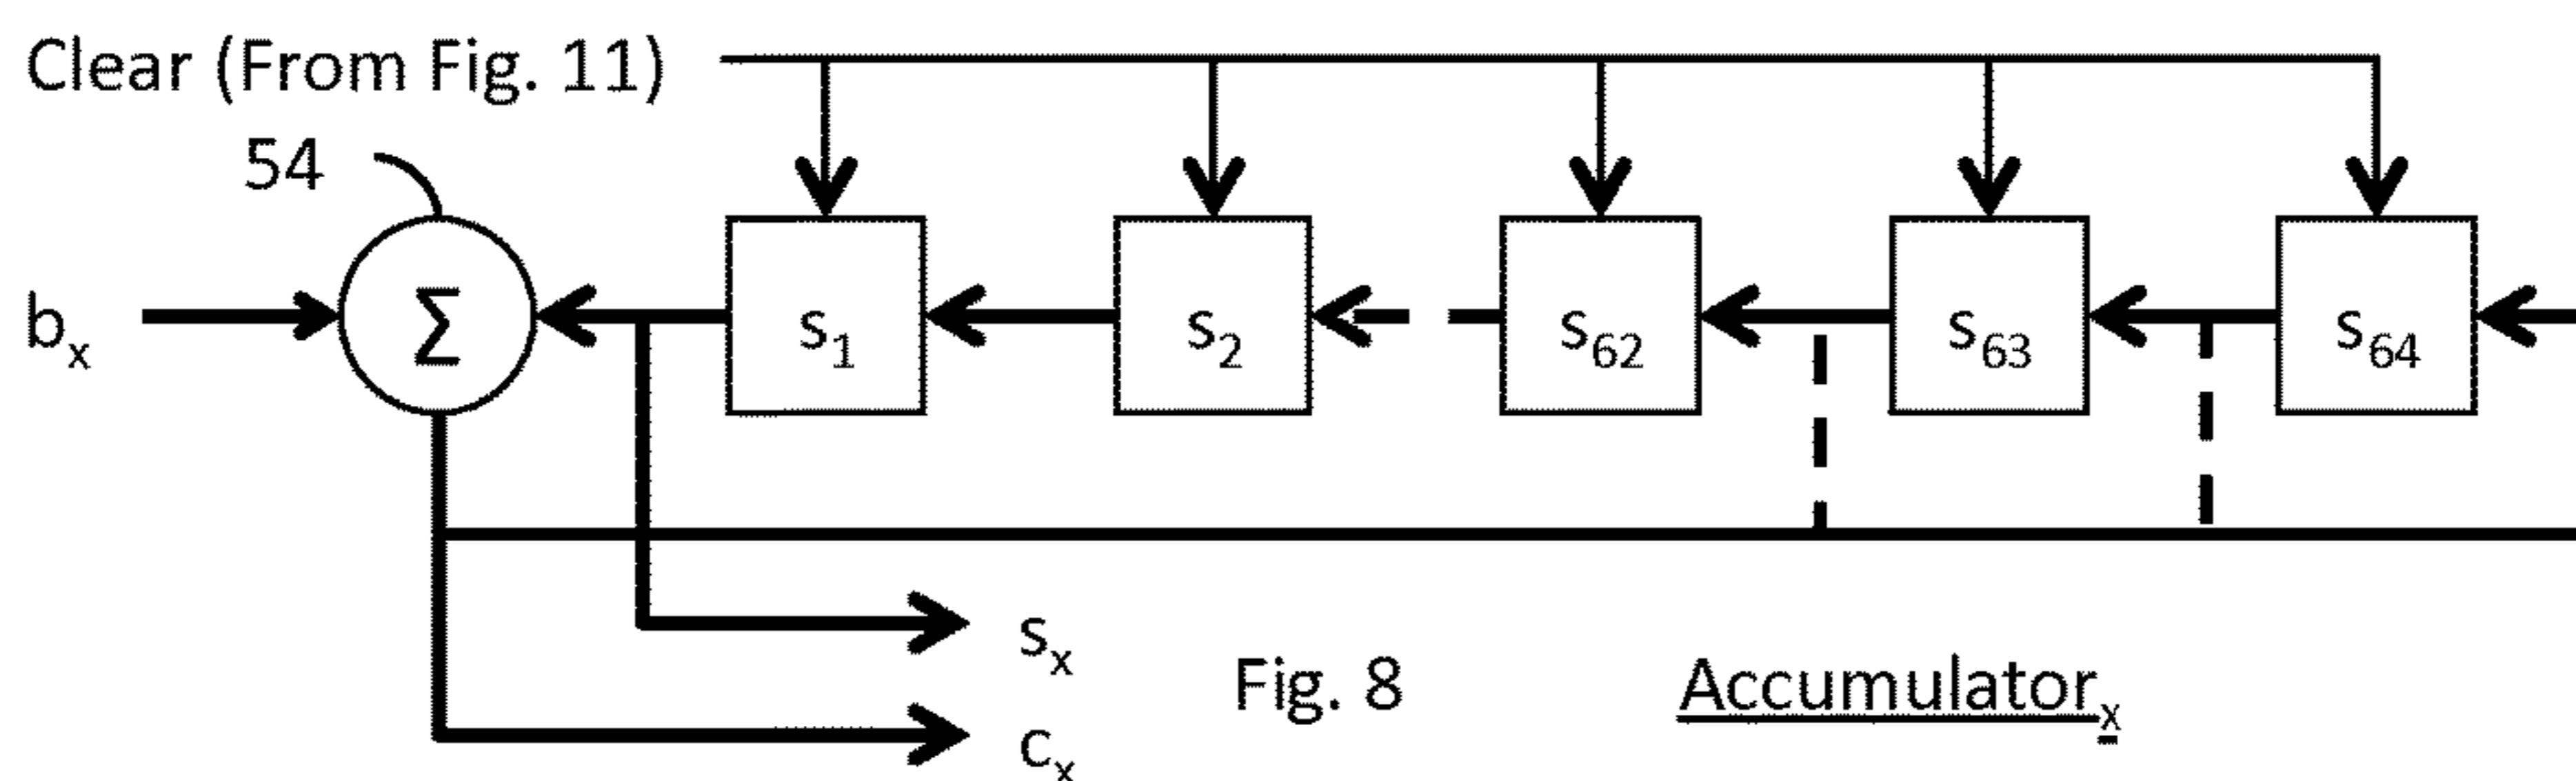 Clear (From Fig. 11)
54
bₓ
Σ
s₁
s₂
s₆₂
s₆₃
s₆₄
sₓ
cₓ
Fig. 8
Accumulatorₓ